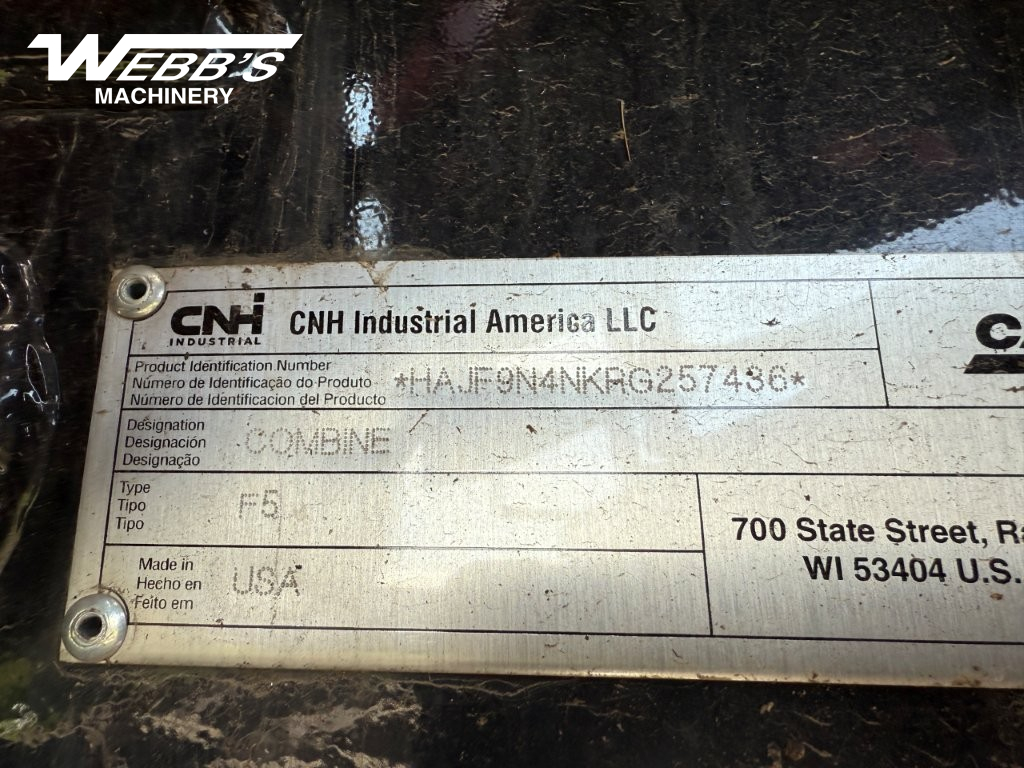 WEBB'S
MACHINERY
CNH
INDUSTRIAL
CNH Industrial America LLC
Product Identification Number
Número de Identificação do Produto
Número de Identificacion del Producto
*HAJF9N4NKRG257436*
Designation
Designación
Designação
COMBINE
Type
Tipo
Tipo
F5
Made in
Hecho en
Feito em
USA
700 State Street, Ra
WI 53404 U.S.